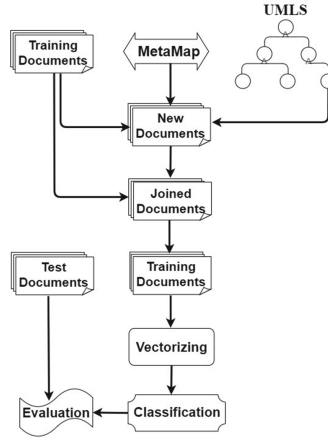 UMLS
Training
Documents
MetaMap
New
Documents
Joined
Documents
Test
Documents
Training
Documents
Vectorizing
Evaluation
Classification